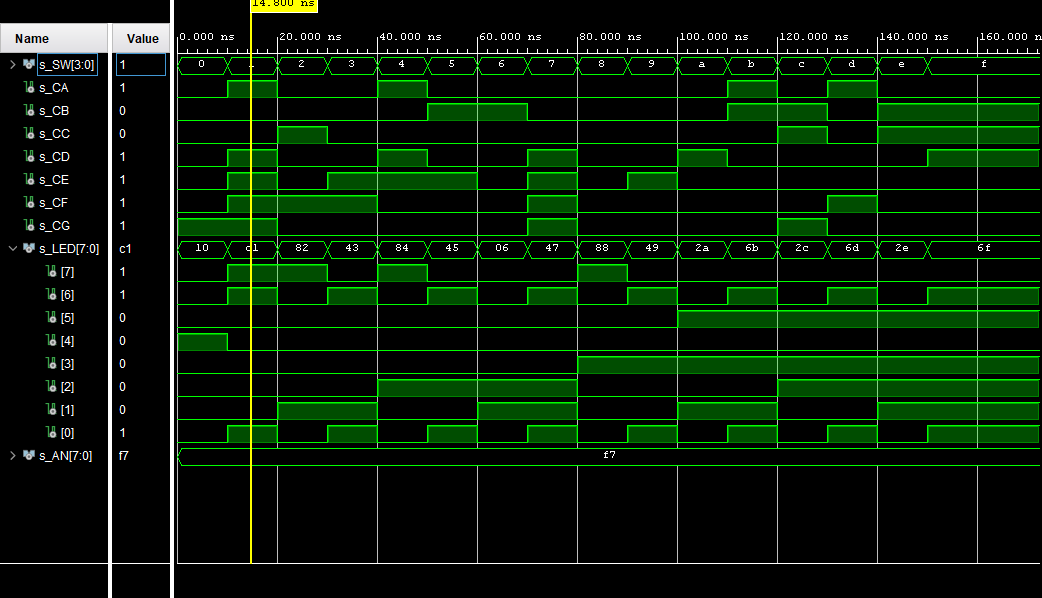 14.800 ns
Name Value 0.000 ns 20.000 ns 40.000 ns 60.000 ns 80.000 ns 100.000 ns 120.000 ns 140.000 ns 160.000 n
s_SW[3:0] 1 0 1 2 3 4 5 6 7 8 9 a b c d e f
s_CA 1
s_CB 0
s_CC 0
s_CD 1
s_CE 1
s_CF 1
s_CG 1
s_LED[7:0] c1 10 c1 82 43 84 45 06 47 88 49 2a 6b 2c 6d 2e 6f
[7] 1
[6] 1
[5] 0
[4] 0
[3] 0
[2] 0
[1] 0
[0] 1
s_AN[7:0] f7 f7